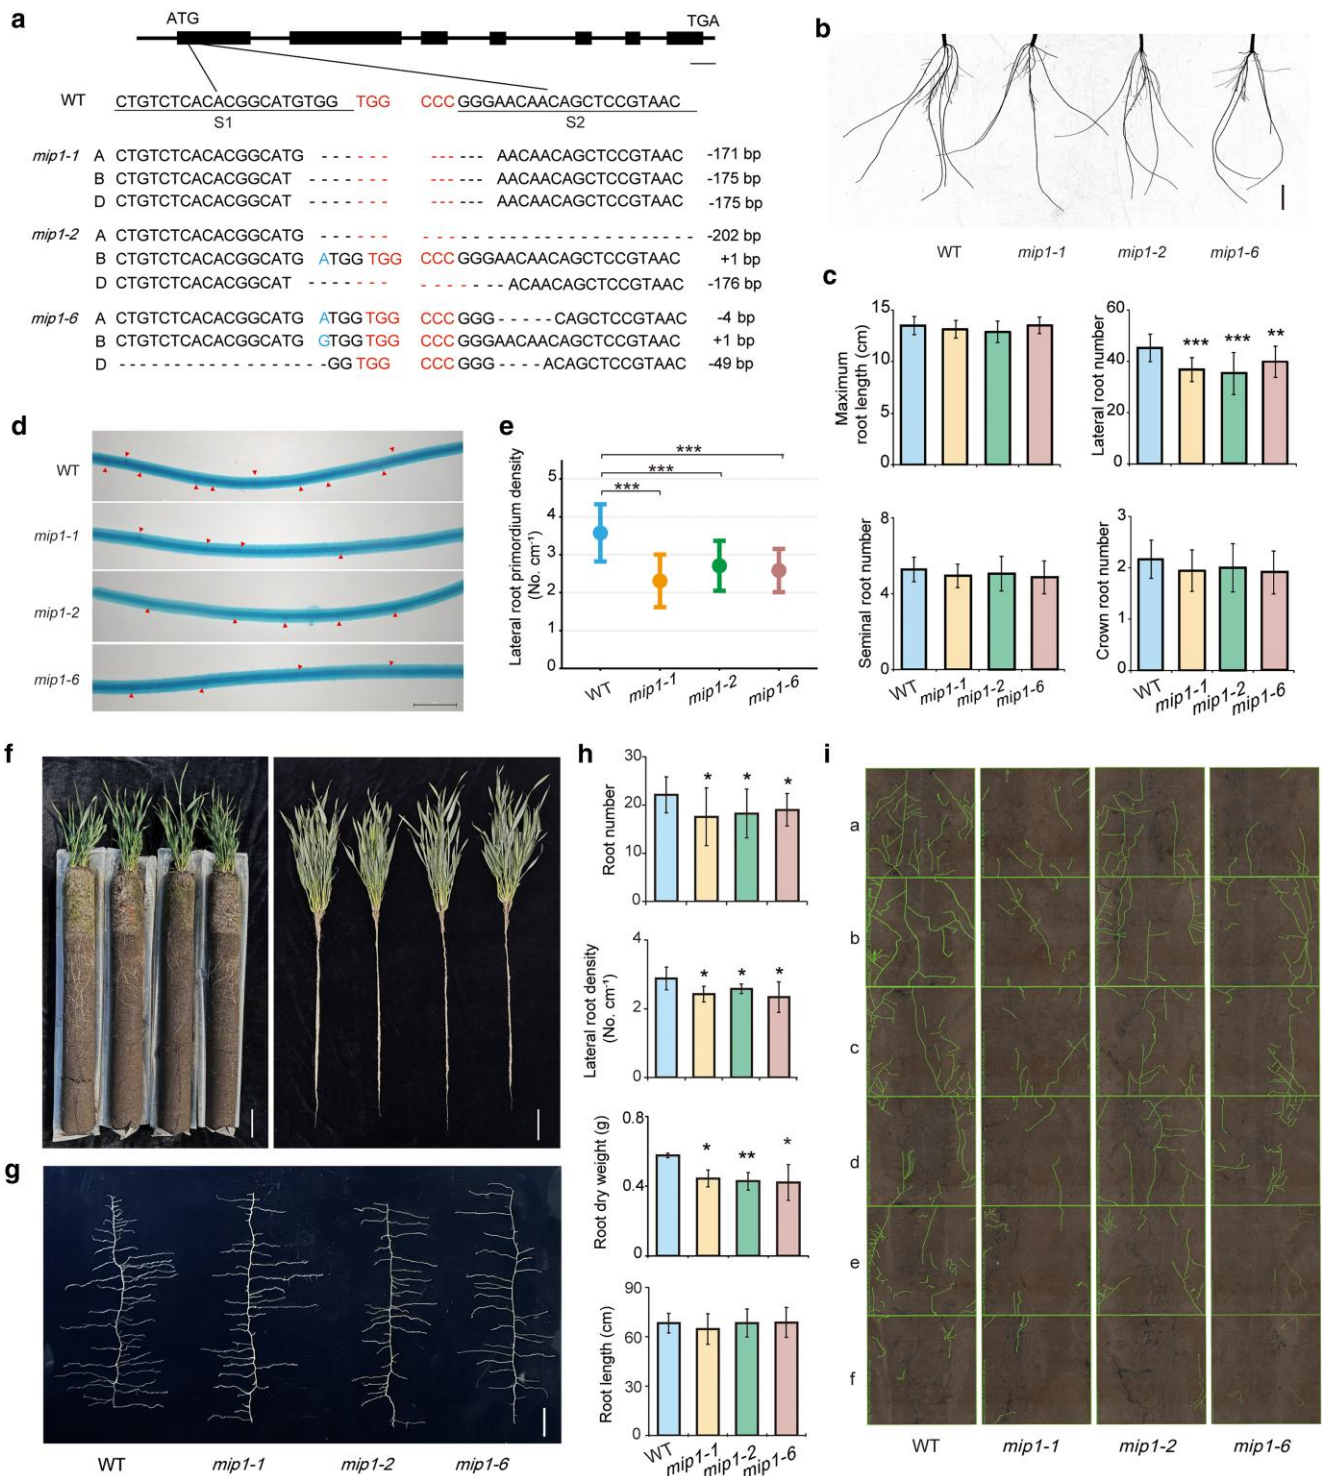 a
ATG
TGA
WT CTGTCTCACACGGCATGTGG TGG CCC GGGAACAACAGCTCCGTAAC
S1 S2
mip1-1 A CTGTCTCACACGGCATG - - - - - - --- --- AACAACAGCTCCGTAAC -171 bp
B CTGTCTCACACGGCAT - - - - - - - --- --- AACAACAGCTCCGTAAC -175 bp
D CTGTCTCACACGGCAT - - - - - - - --- --- AACAACAGCTCCGTAAC -175 bp
mip1-2 A CTGTCTCACACGGCATG - - - - - - - - - - - - - - - - - - - - - - - - - - -202 bp
B CTGTCTCACACGGCATG ATGG TGG CCC GGGAACAACAGCTCCGTAAC +1 bp
D CTGTCTCACACGGCAT - - - - - - - - - - - - - - - ACAACAGCTCCGTAAC -176 bp
mip1-6 A CTGTCTCACACGGCATG ATGG TGG CCC GGG - - - - - CAGCTCCGTAAC -4 bp
B CTGTCTCACACGGCATG GTGG TGG CCC GGGAACAACAGCTCCGTAAC +1 bp
D - - - - - - - - - - - - - - - - - - GG TGG CCC GGG - - - - ACAGCTCCGTAAC -49 bp
b
WT mip1-1 mip1-2 mip1-6
c
Maximum
root length (cm)
15
10
5
0
Lateral root number
60
40
20
0
*** *** **
Seminal root number
8
4
0
WT mip1-1 mip1-2 mip1-6
Crown root number
3
2
1
0
WT mip1-1 mip1-2 mip1-6
d
WT
mip1-1
mip1-2
mip1-6
e
Lateral root primordium density
(No. cm⁻¹)
5
4
3
2
1
0
***
***
***
WT mip1-1 mip1-2 mip1-6
f
g
WT mip1-1 mip1-2 mip1-6
h
Root number
30
20
10
0
* * *
Lateral root density
(No. cm⁻¹)
4
2
0
* * *
Root dry weight (g)
0.8
0.4
0
* ** *
Root length (cm)
90
60
30
0
WT mip1-1 mip1-2 mip1-6
i
a
b
c
d
e
f
WT mip1-1 mip1-2 mip1-6